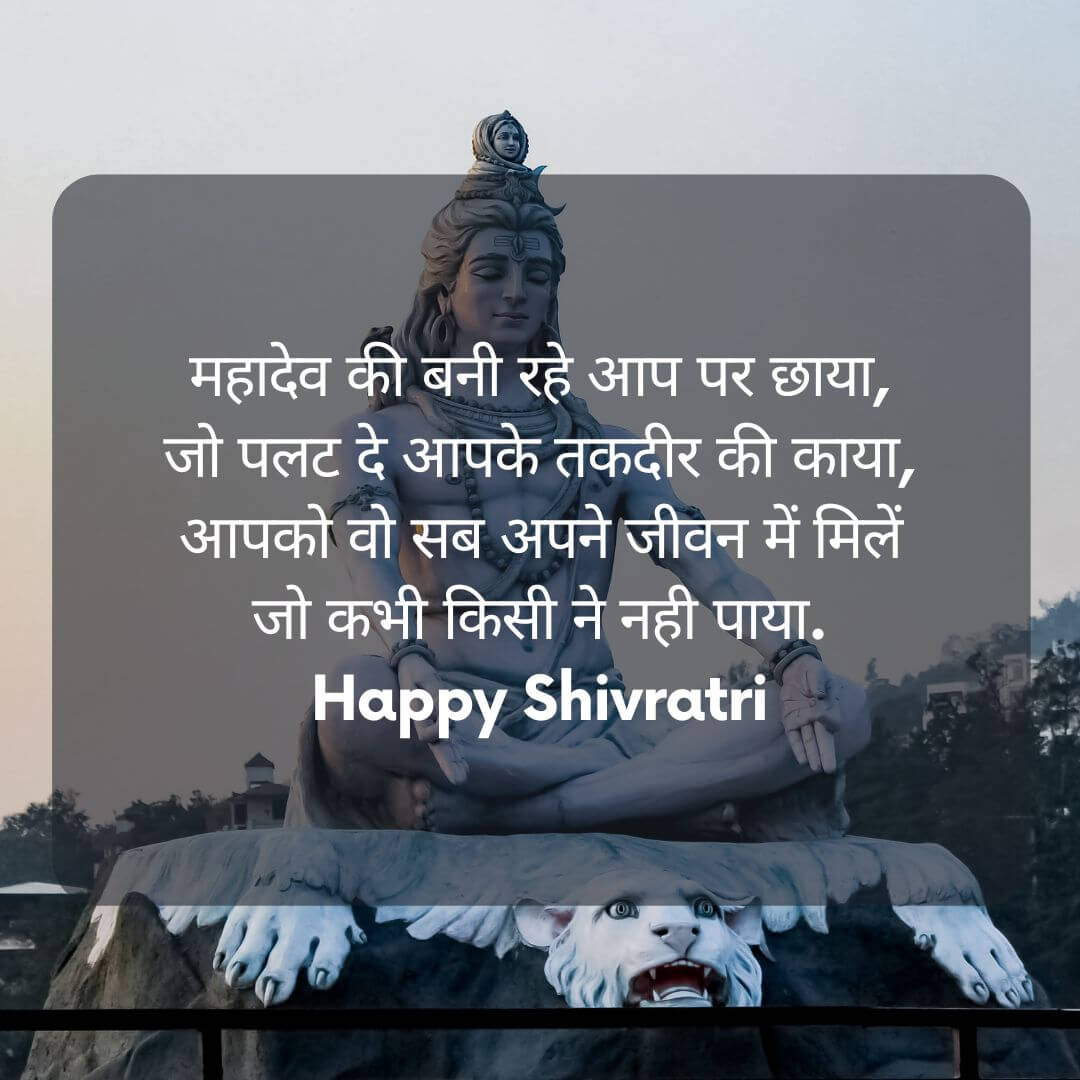 महादेव की बनी रहे आप पर छाया,
जो पलट दे आपके तकदीर की काया,
आपको वो सब अपने जीवन में मिलें
जो कभी किसी ने नही पाया.
Happy Shivratri